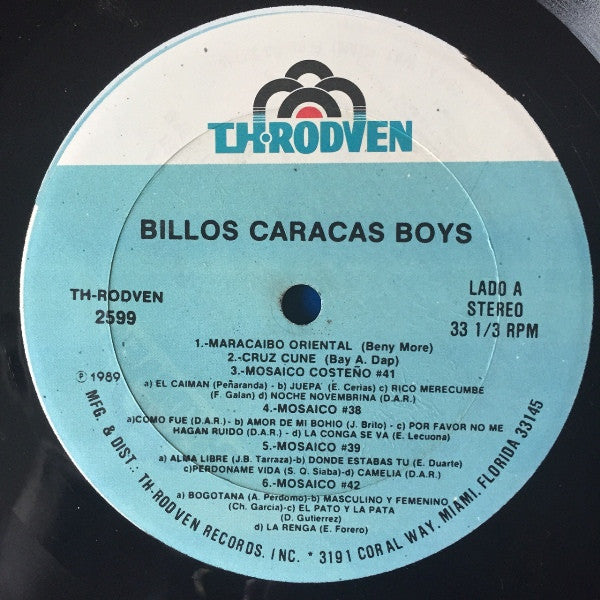 TH·RODVEN
BILLOS CARACAS BOYS
TH-RODVEN
2599
LADO A
STEREO
33 1/3 RPM
℗ 1989
1.-MARACAIBO ORIENTAL (Beny More)
2.-CRUZ CUNE (Bay A. Dap)
3.-MOSAICO COSTEÑO #41
a) EL CAIMAN (Peñaranda) - b) JUEPA (E. Cerias) c) RICO MERECUMBE
(F. Galan) d) NOCHE NOVEMBRINA (D.A.R.)
4.-MOSAICO #38
a)COMO FUE (D.A.R.) - b) AMOR DE MI BOHIO (J. Brito) - c) POR FAVOR NO ME
HAGAN RUIDO (D.A.R.) - d) LA CONGA SE VA (E. Lecuona)
5.-MOSAICO #39
a) ALMA LIBRE (J.B. Tarraza)-b) DONDE ESTABAS TU (E. Duarte)
c)PERDONAME VIDA (S. Q. Siaba)-d) CAMELIA (D.A.R.)
6.-MOSAICO #42
a) BOGOTANA (A. Perdomo)-b) MASCULINO Y FEMENINO
(Ch. Garcia)-c) EL PATO Y LA PATA
(D. Gutierrez)
d) LA RENGA (E. Forero)
MFG. & DIST.: TH-RODVEN RECORDS, INC. * 3191 CORAL WAY. MIAMI. FLORIDA 33145